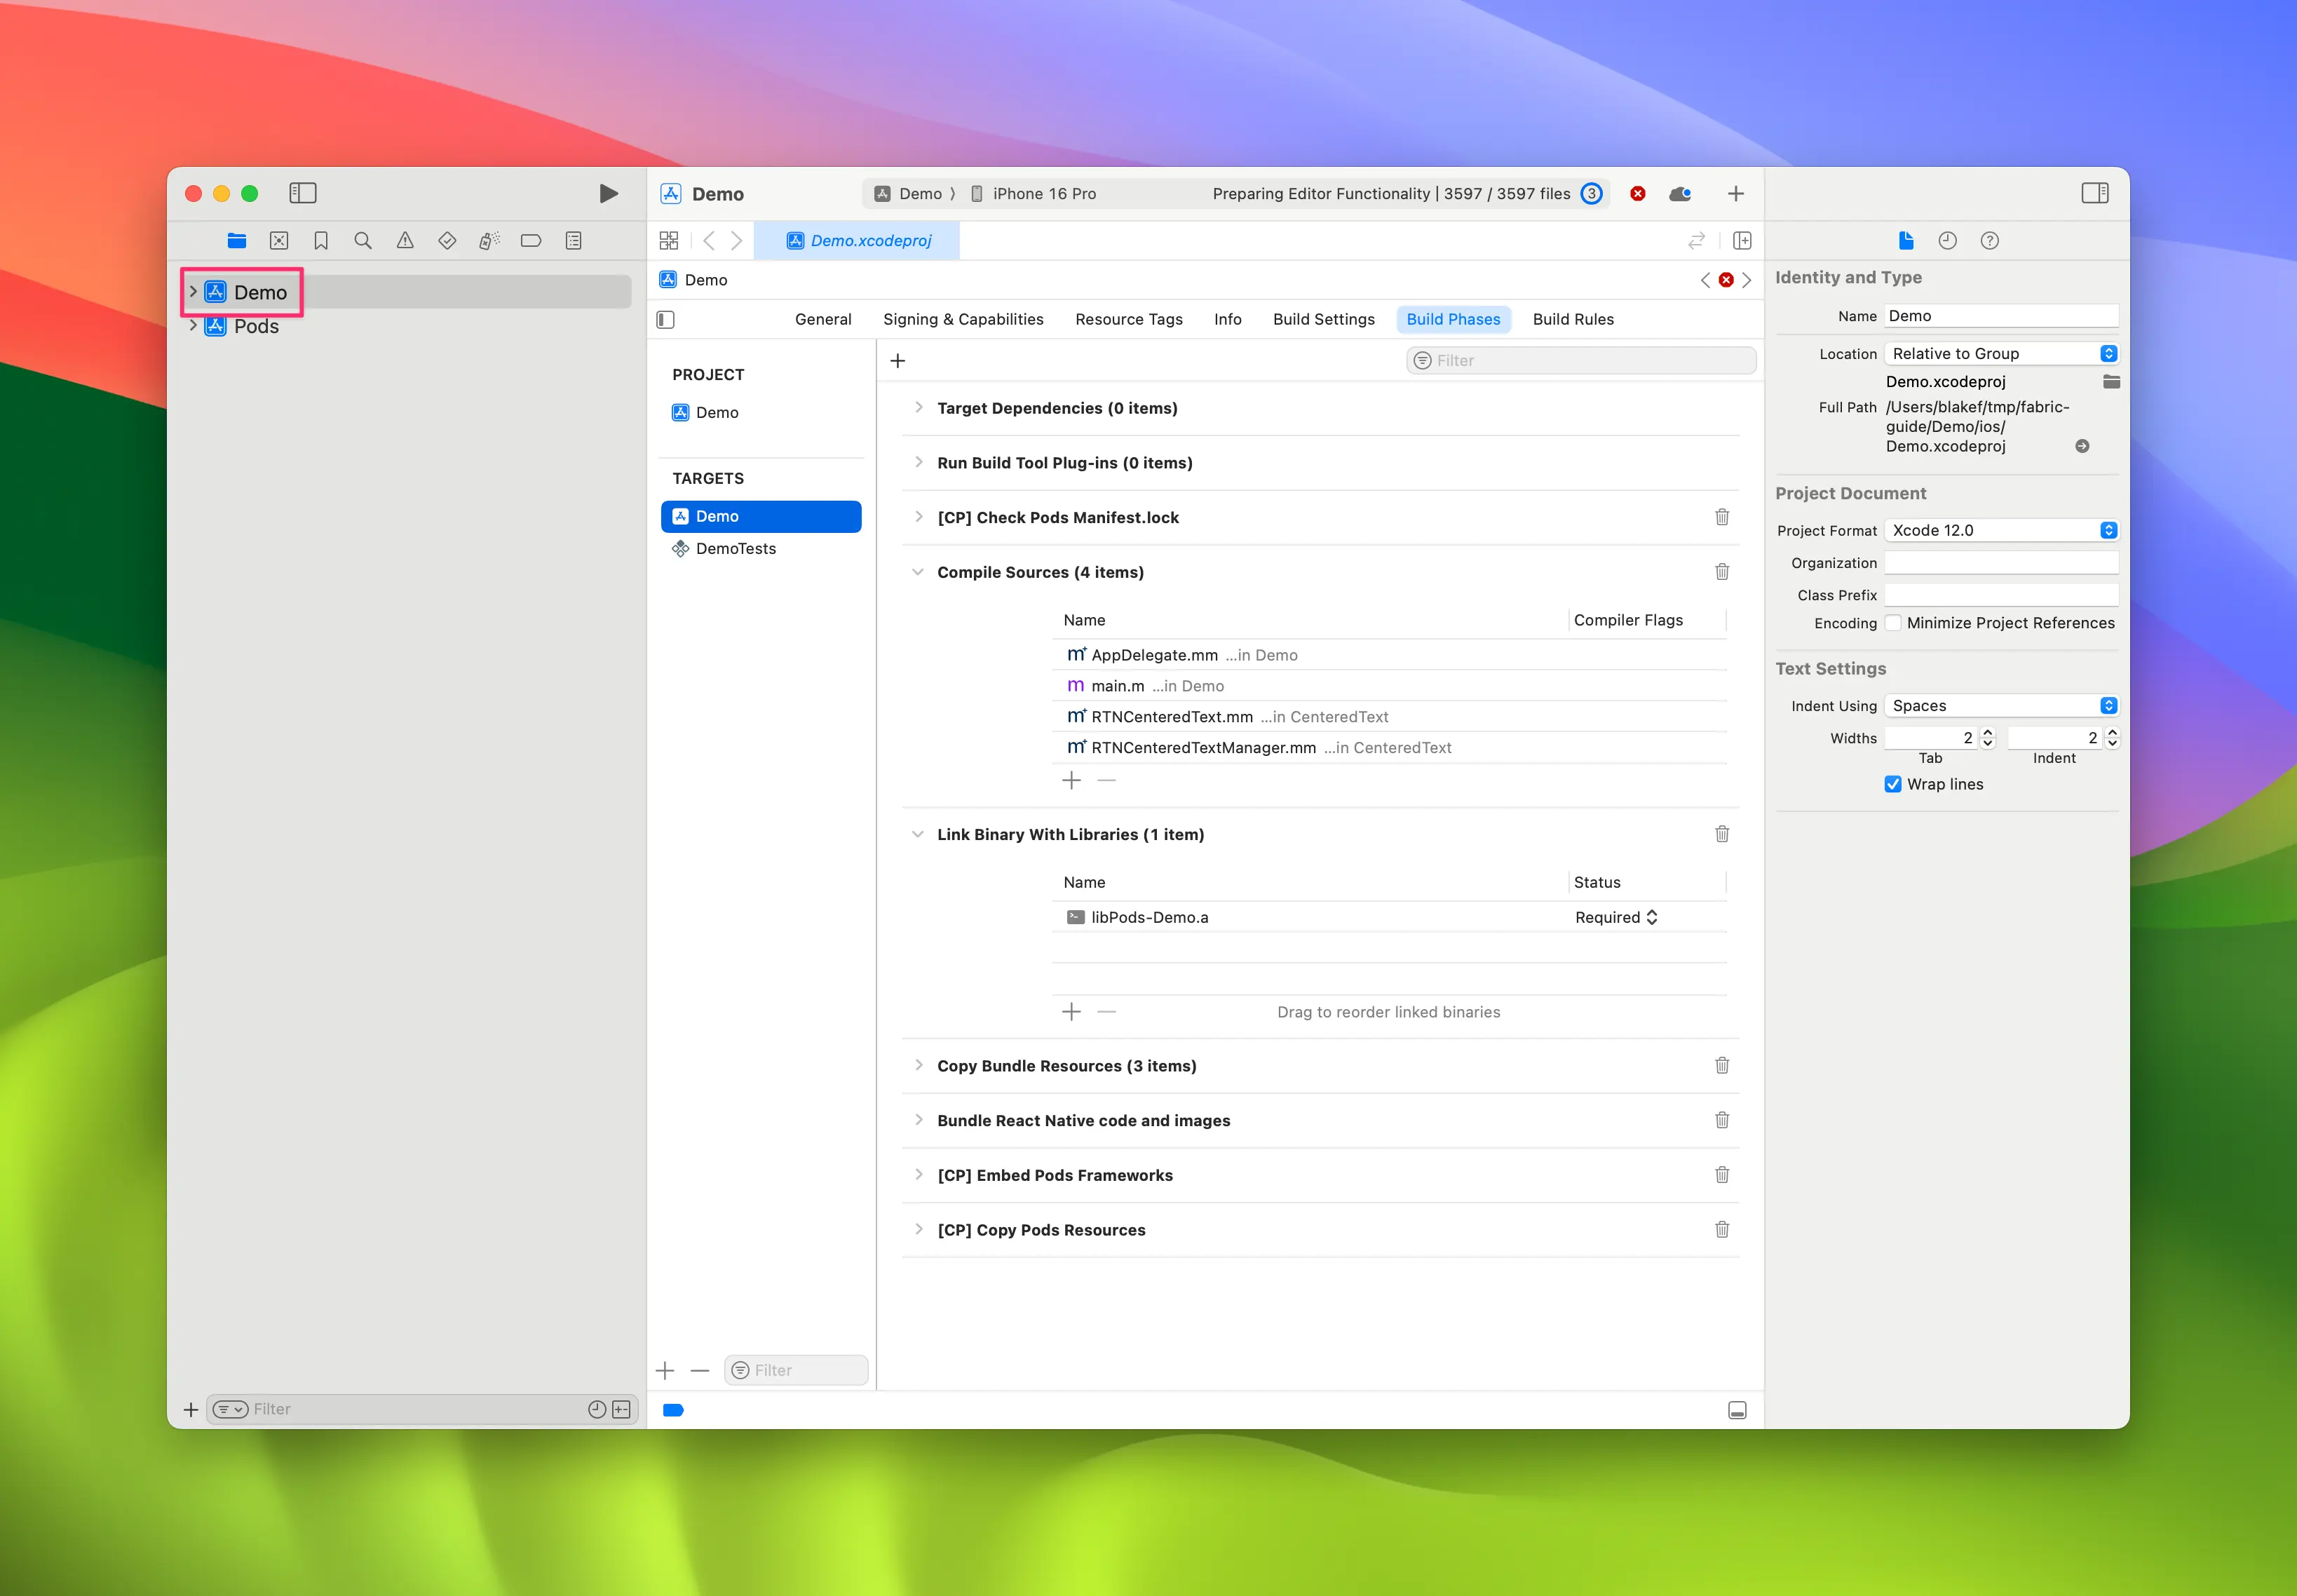 Demo
Demo 〉 iPhone 16 Pro
Preparing Editor Functionality | 3597 / 3597 files 3
Demo.xcodeproj
Demo
Pods
Demo
General Signing & Capabilities Resource Tags Info Build Settings Build Phases Build Rules
PROJECT
Demo
TARGETS
Demo
DemoTests
Filter
Target Dependencies (0 items)
Run Build Tool Plug-ins (0 items)
[CP] Check Pods Manifest.lock
Compile Sources (4 items)
Name Compiler Flags
AppDelegate.mm ...in Demo
main.m ...in Demo
RTNCenteredText.mm ...in CenteredText
RTNCenteredTextManager.mm ...in CenteredText
Link Binary With Libraries (1 item)
Name Status
libPods-Demo.a Required
Drag to reorder linked binaries
Copy Bundle Resources (3 items)
Bundle React Native code and images
[CP] Embed Pods Frameworks
[CP] Copy Pods Resources
Filter
Filter
Identity and Type
Name Demo
Location Relative to Group
Demo.xcodeproj
Full Path /Users/blakef/tmp/fabric-
guide/Demo/ios/
Demo.xcodeproj
Project Document
Project Format Xcode 12.0
Organization
Class Prefix
Encoding Minimize Project References
Text Settings
Indent Using Spaces
Widths 2 2
Tab Indent
Wrap lines